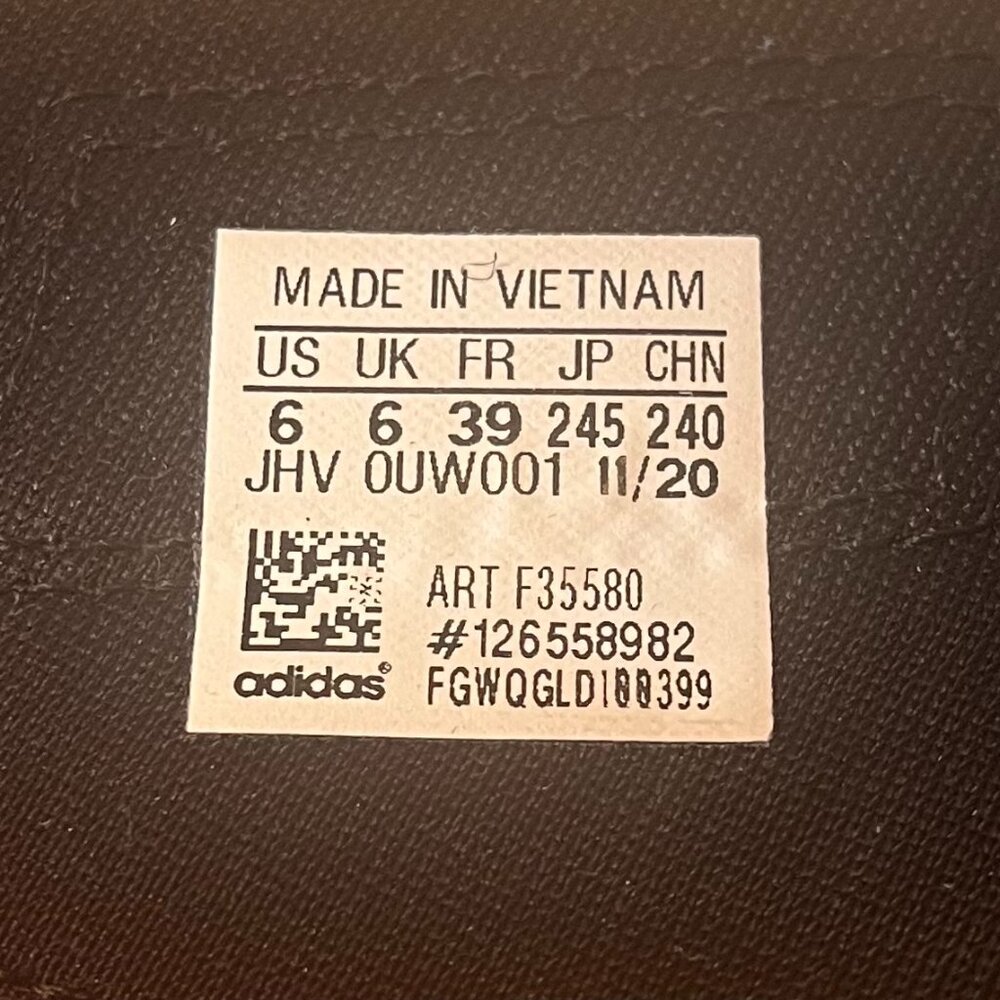 MADE IN VIETNAM
US UK FR JP CHN
6 6 39 245 240
JHV 0UW001 11/20
ART F35580
#126558982
adidas®